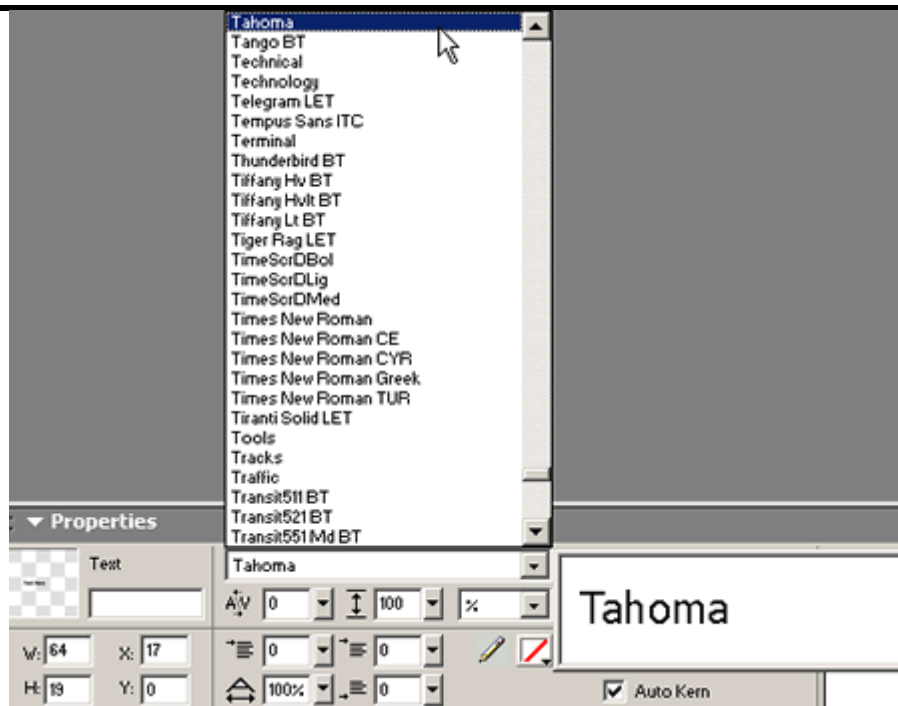 Tahoma
Tango BT
Technical
Technology
Telegram LET
Tempus Sans ITC
Terminal
Thunderbird BT
Tiffany Hv BT
Tiffany Hvlt BT
Tiffany Lt BT
Tiger Rag LET
TimeScrDBol
TimeScrDLig
TimeScrDMed
Times New Roman
Times New Roman CE
Times New Roman CYR
Times New Roman Greek
Times New Roman TUR
Tiranti Solid LET
Tools
Tracks
Traffic
Transit511 BT
Transit521 BT
Transit551 Md BT
Properties
Text
Tahoma
Tahoma
A/V 0 100 %
W: 64 X: 17 0 0
H: 19 Y: 0 100% 0 Auto Kern